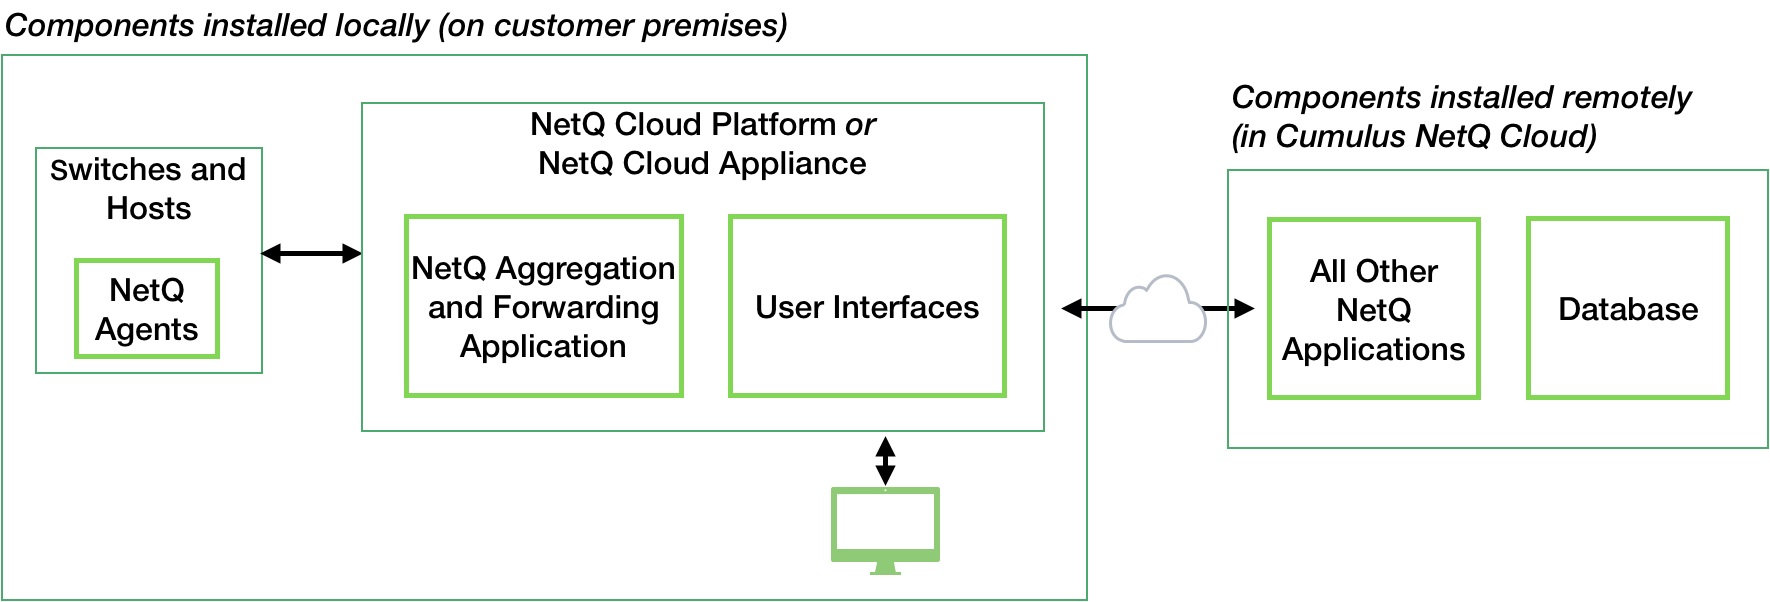 Components installed locally (on customer premises)
Switches and
Hosts
NetQ
Agents
NetQ Cloud Platform or
NetQ Cloud Appliance
NetQ Aggregation
and Forwarding
Application
User Interfaces
Components installed remotely
(in Cumulus NetQ Cloud)
All Other
NetQ
Applications
Database